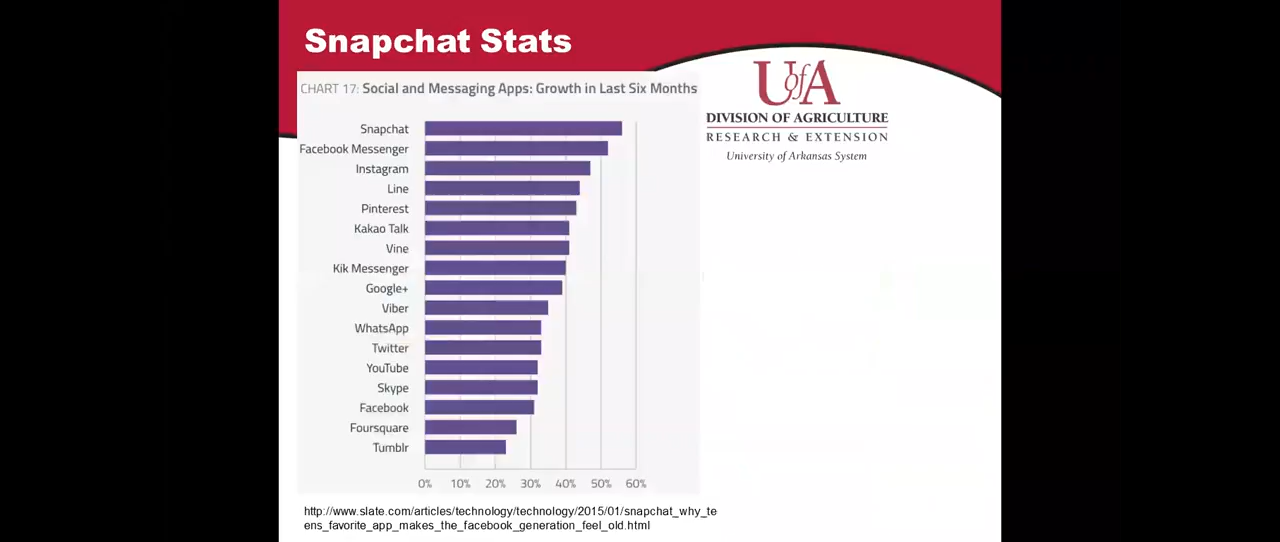 Snapchat Stats
CHART 17: Social and Messaging Apps: Growth in Last Six Months
Snapchat
Facebook Messenger
Instagram
Line
Pinterest
Kakao Talk
Vine
Kik Messenger
Google+
Viber
WhatsApp
Twitter
YouTube
Skype
Facebook
Foursquare
Tumblr
0% 10% 20% 30% 40% 50% 60%
UofA
DIVISION OF AGRICULTURE
RESEARCH & EXTENSION
University of Arkansas System
http://www.slate.com/articles/technology/technology/2015/01/snapchat_why_te
ens_favorite_app_makes_the_facebook_generation_feel_old.html